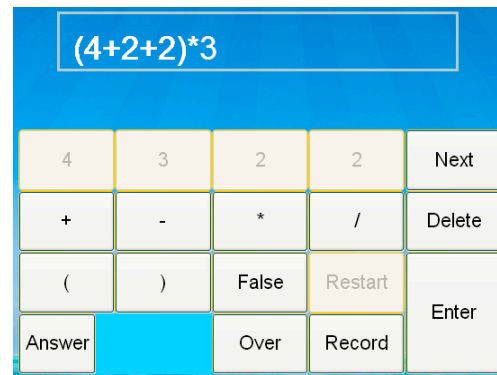 (4+2+2)*3
4 3 2 2 Next
+ - * / Delete
( ) False Restart
Enter
Answer Over Record